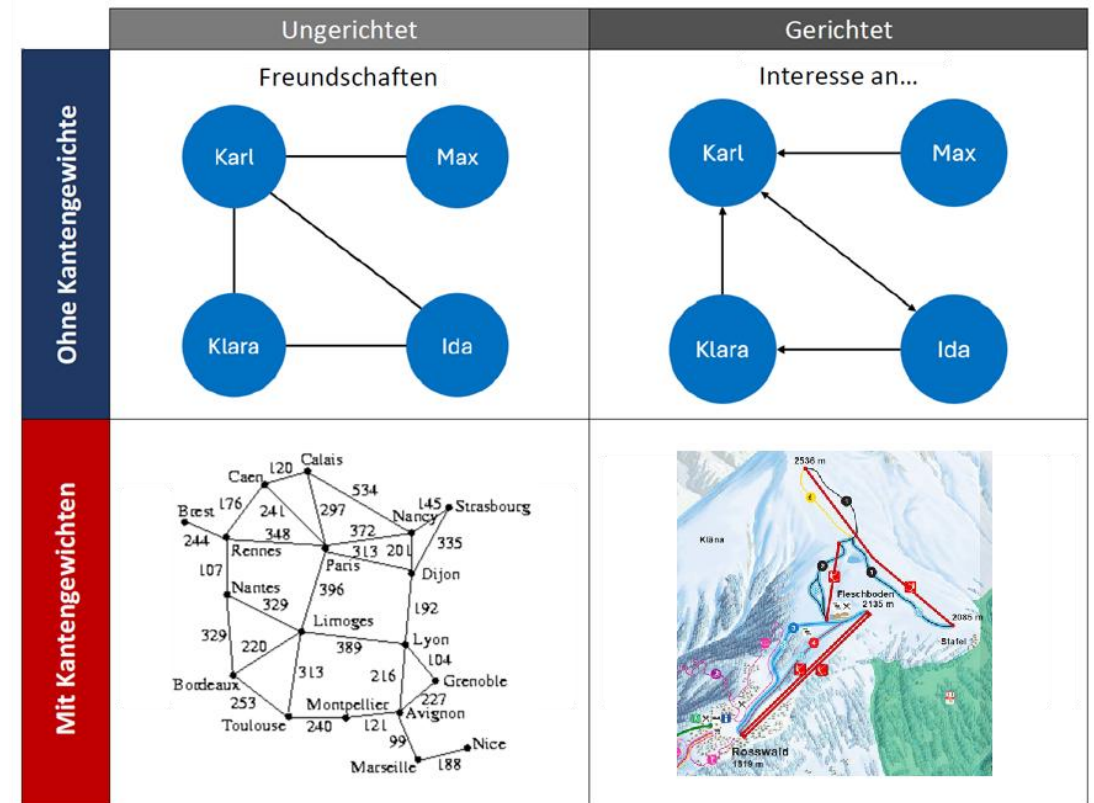 Ungerichtet
Gerichtet
Ohne Kantengewichte
Freundschaften
Karl
Max
Klara
Ida
Interesse an...
Karl
Max
Klara
Ida
Mit Kantengewichten
Calais
120
Caen
534
145
176
241
297
Strasbourg
Brest
Nancy
372
348
244
335
313
201
Rennes
Paris
Dijon
107
396
Nantes
329
192
Limoges
329
389
Lyon
220
104
313
216
Grenoble
Bordeaux
227
253
Montpellier
Avignon
Toulouse
240
121
99
Nice
Marseille
188
2536 m
Kläna
Fleschboden
2135 m
2085 m
Stafel
Rosswald
1819 m